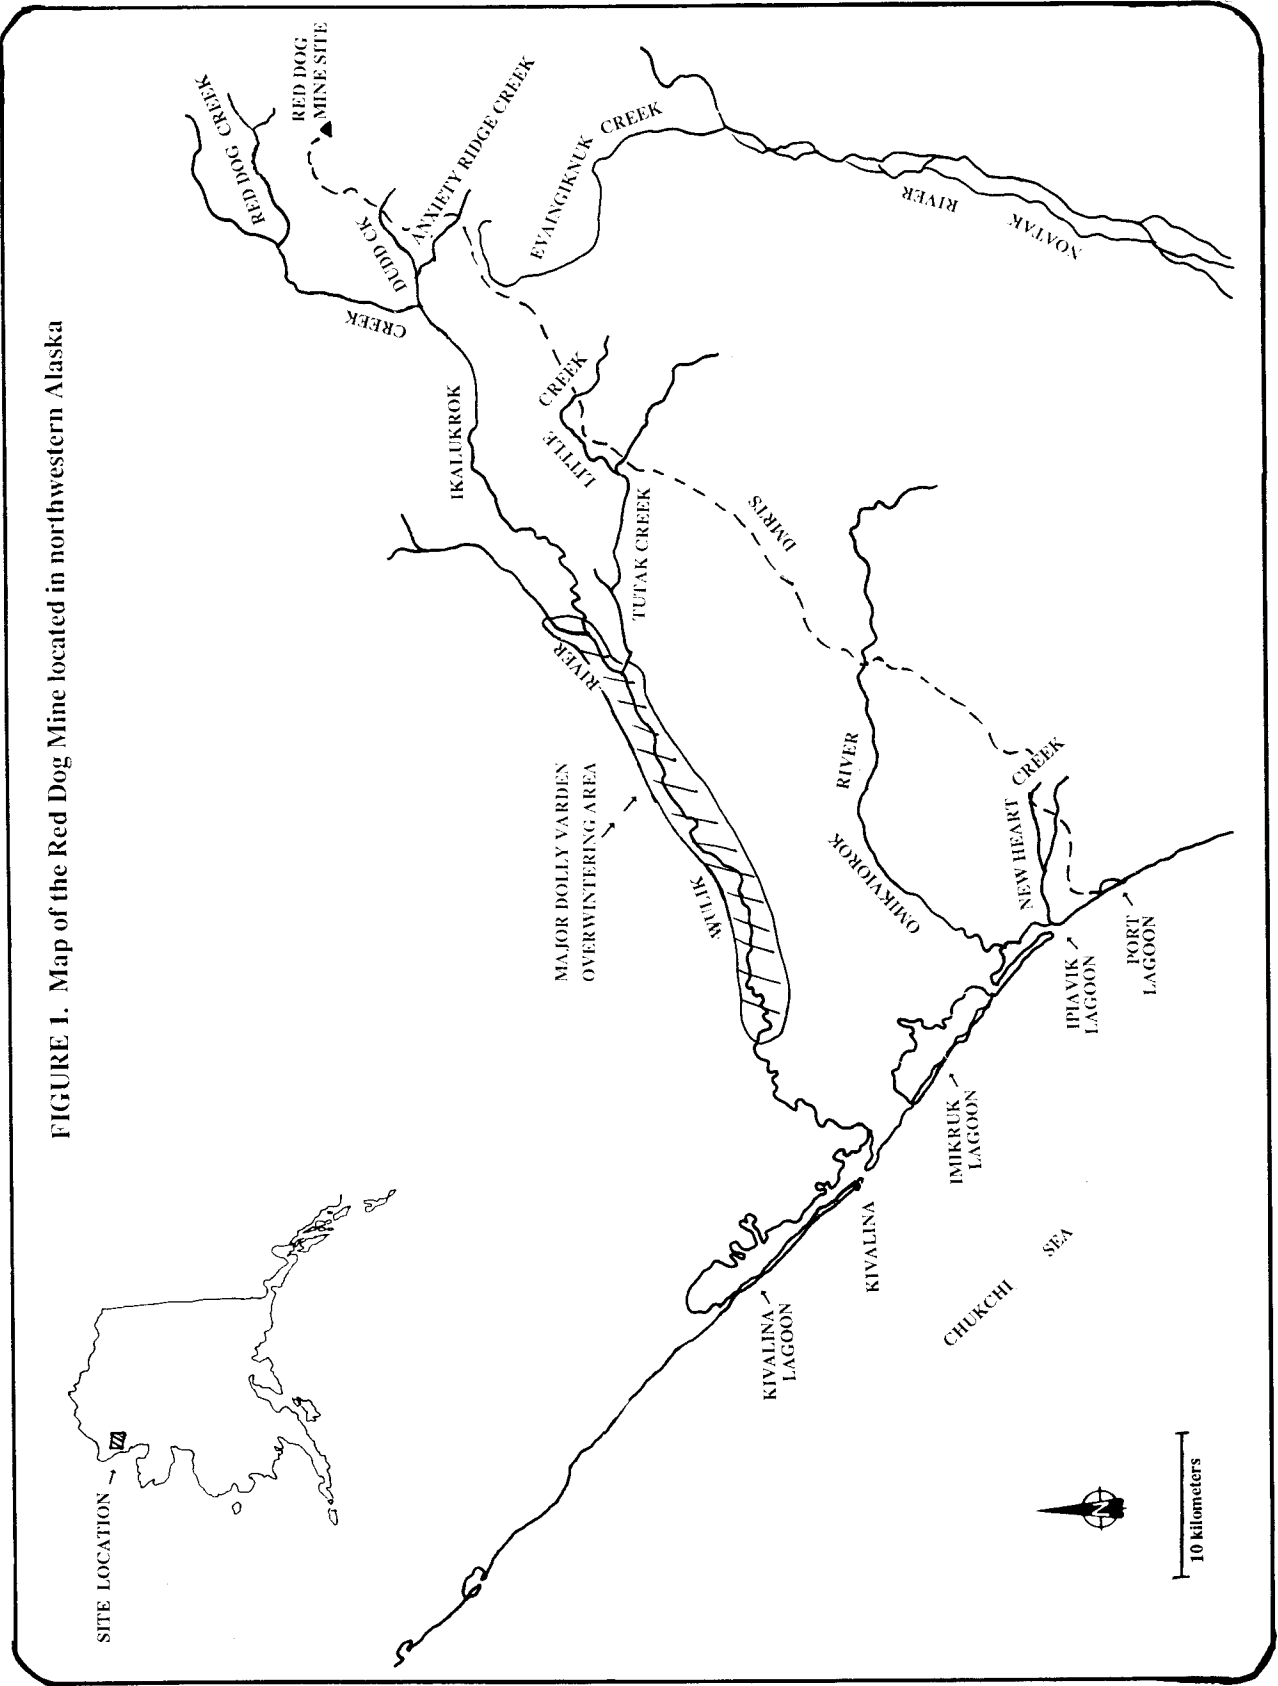 FIGURE 1. Map of the Red Dog Mine located in northwestern Alaska
SITE LOCATION
RED DOG CREEK
RED DOG
MINE SITE
ANXIETY RIDGE CREEK
DUDD CK
IKALUKROK
CREEK
EVAINGIKNUK CREEK
NOATAK
RIVER
LITTLE
CREEK
TUTAK CREEK
DMRTS
WULIK
RIVER
MAJOR DOLLY VARDEN
OVERWINTERING AREA
OMIKVIOROK
RIVER
NEW HEART
CREEK
PORT
LAGOON
IPIAVIK
LAGOON
IMIKRUK
LAGOON
KIVALINA
KIVALINA
LAGOON
CHUKCHI
SEA
N
10 kilometers